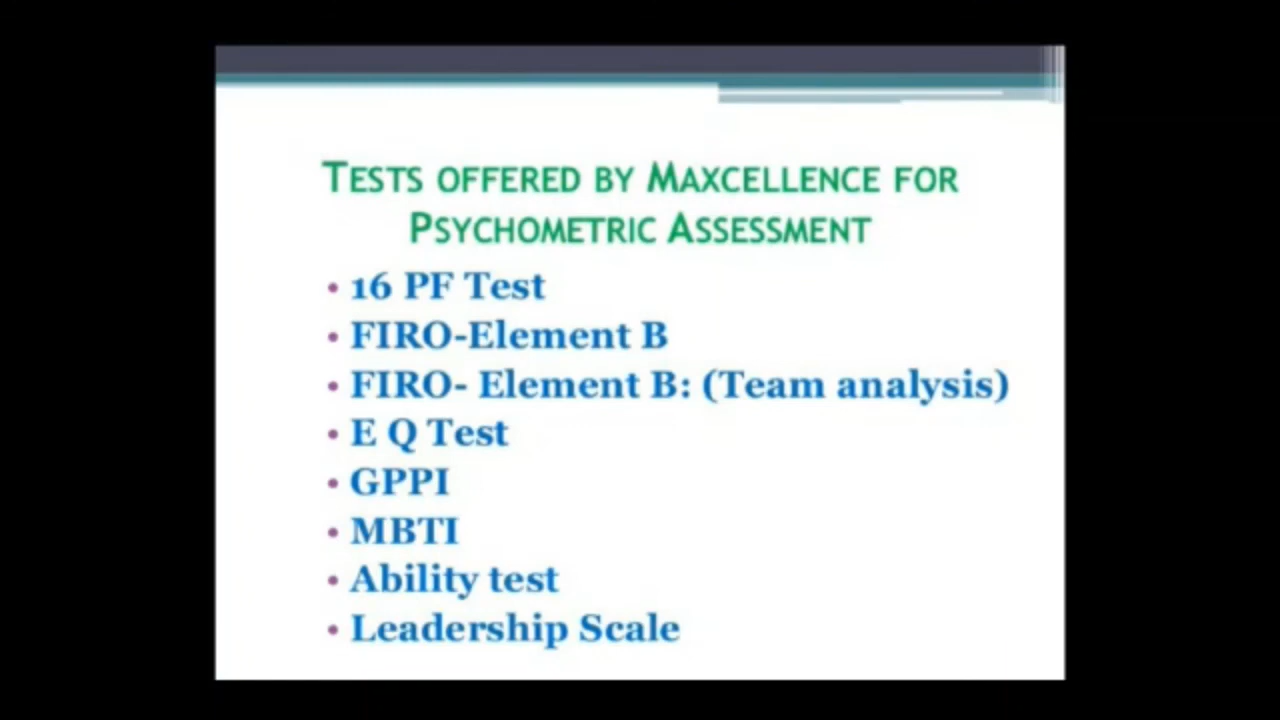 Tests offered by Maxcellence for
Psychometric Assessment
• 16 PF Test
• FIRO-Element B
• FIRO- Element B: (Team analysis)
• E Q Test
• GPPI
• MBTI
• Ability test
• Leadership Scale